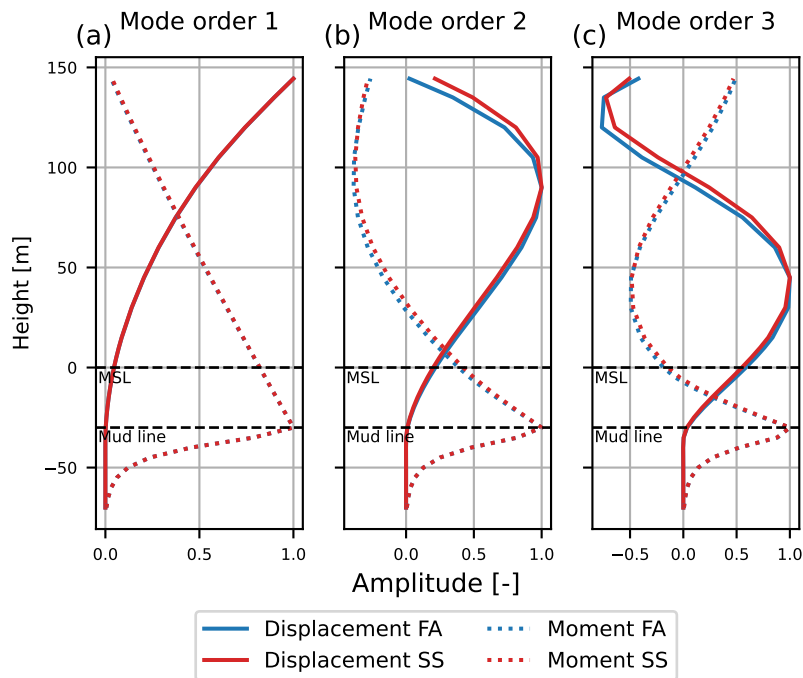 (a) Mode order 1
(b) Mode order 2
(c) Mode order 3
150
100
50
0
−50
Height [m]
MSL
Mud line
MSL
Mud line
MSL
Mud line
0.0 0.5 1.0
0.0 0.5 1.0
−0.5 0.0 0.5 1.0
Amplitude [-]
Displacement FA
Moment FA
Displacement SS
Moment SS